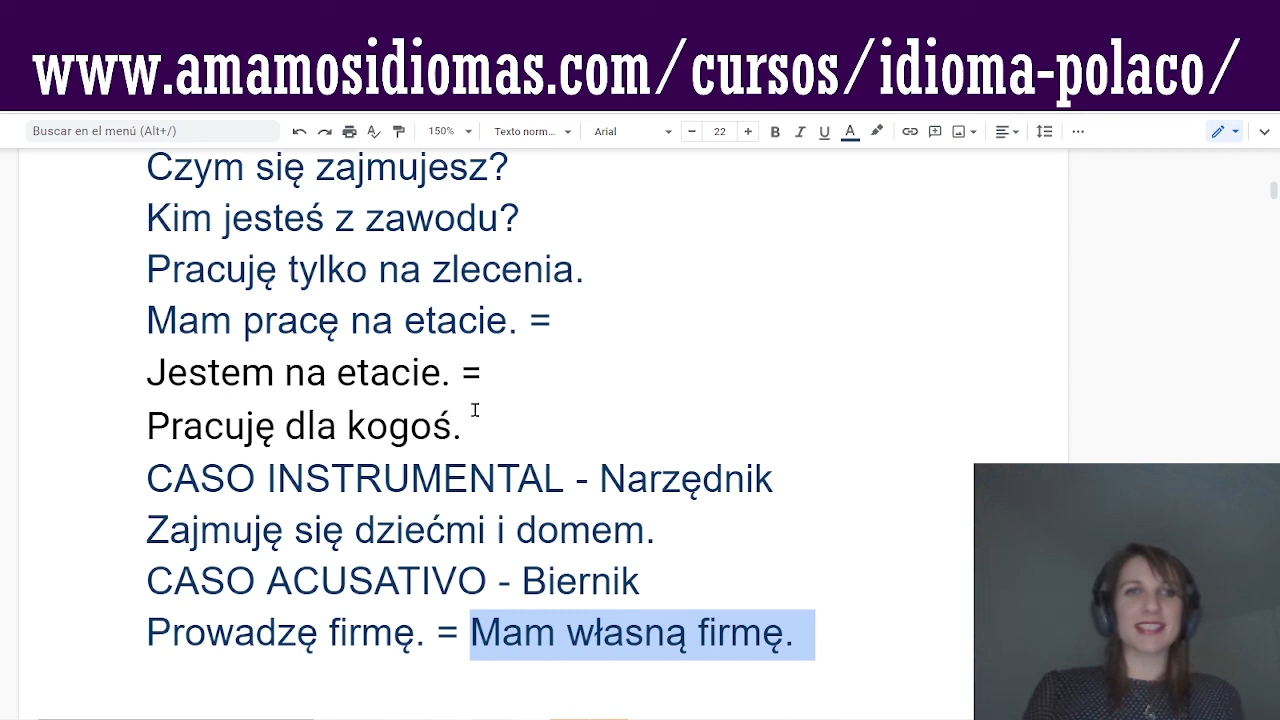 www.amamosidiomas.com/cursos/idioma-polaco/
Buscar en el menú (Alt+/) 150% Texto norm... Arial 22 B I U A
Czym się zajmujesz?
Kim jesteś z zawodu?
Pracuję tylko na zlecenia.
Mam pracę na etacie. =
Jestem na etacie. =
Pracuję dla kogoś.
CASO INSTRUMENTAL - Narzędnik
Zajmuję się dziećmi i domem.
CASO ACUSATIVO - Biernik
Prowadzę firmę. = Mam własną firmę.